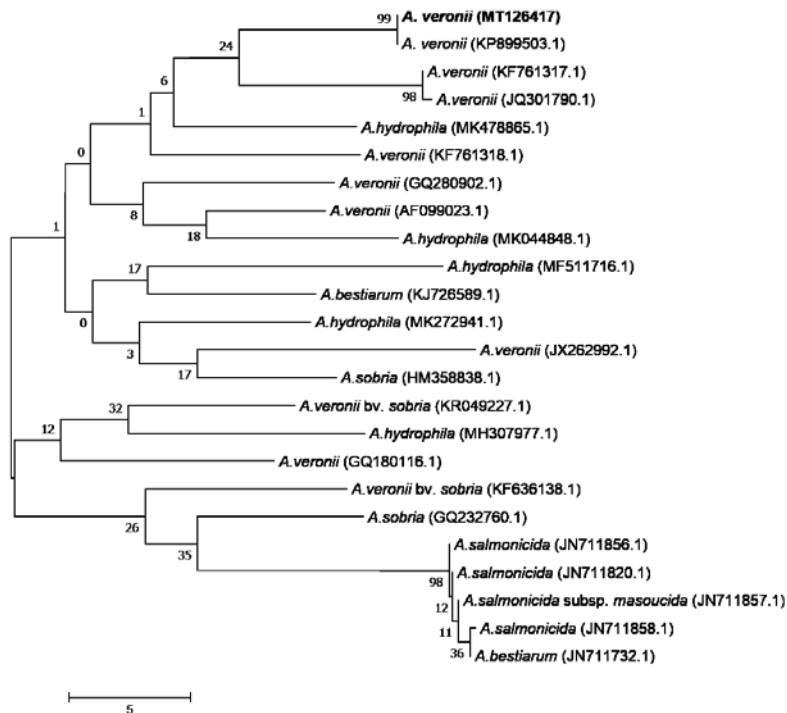 A. veronii (MT126417)
99
A. veronii (KP899503.1)
24
A.veronii (KF761317.1)
6
98
A.veronii (JQ301790.1)
1
A.hydrophila (MK478865.1)
0
A.veronii (KF761318.1)
A.veronii (GQ280902.1)
8
A.veronii (AF099023.1)
1
18
A.hydrophila (MK044848.1)
17
A.hydrophila (MF511716.1)
A.bestiarum (KJ726589.1)
0
A.hydrophila (MK272941.1)
3
A.veronii (JX262992.1)
17
A.sobria (HM358838.1)
32
A.veronii bv. sobria (KR049227.1)
12
A.hydrophila (MH307977.1)
A.veronii (GQ180116.1)
A.veronii bv. sobria (KF636138.1)
26
A.sobria (GQ232760.1)
35
A.salmonicida (JN711856.1)
98
A.salmonicida (JN711820.1)
12
A.salmonicida subsp. masoucida (JN711857.1)
11
A.salmonicida (JN711858.1)
36
A.bestiarum (JN711732.1)
5